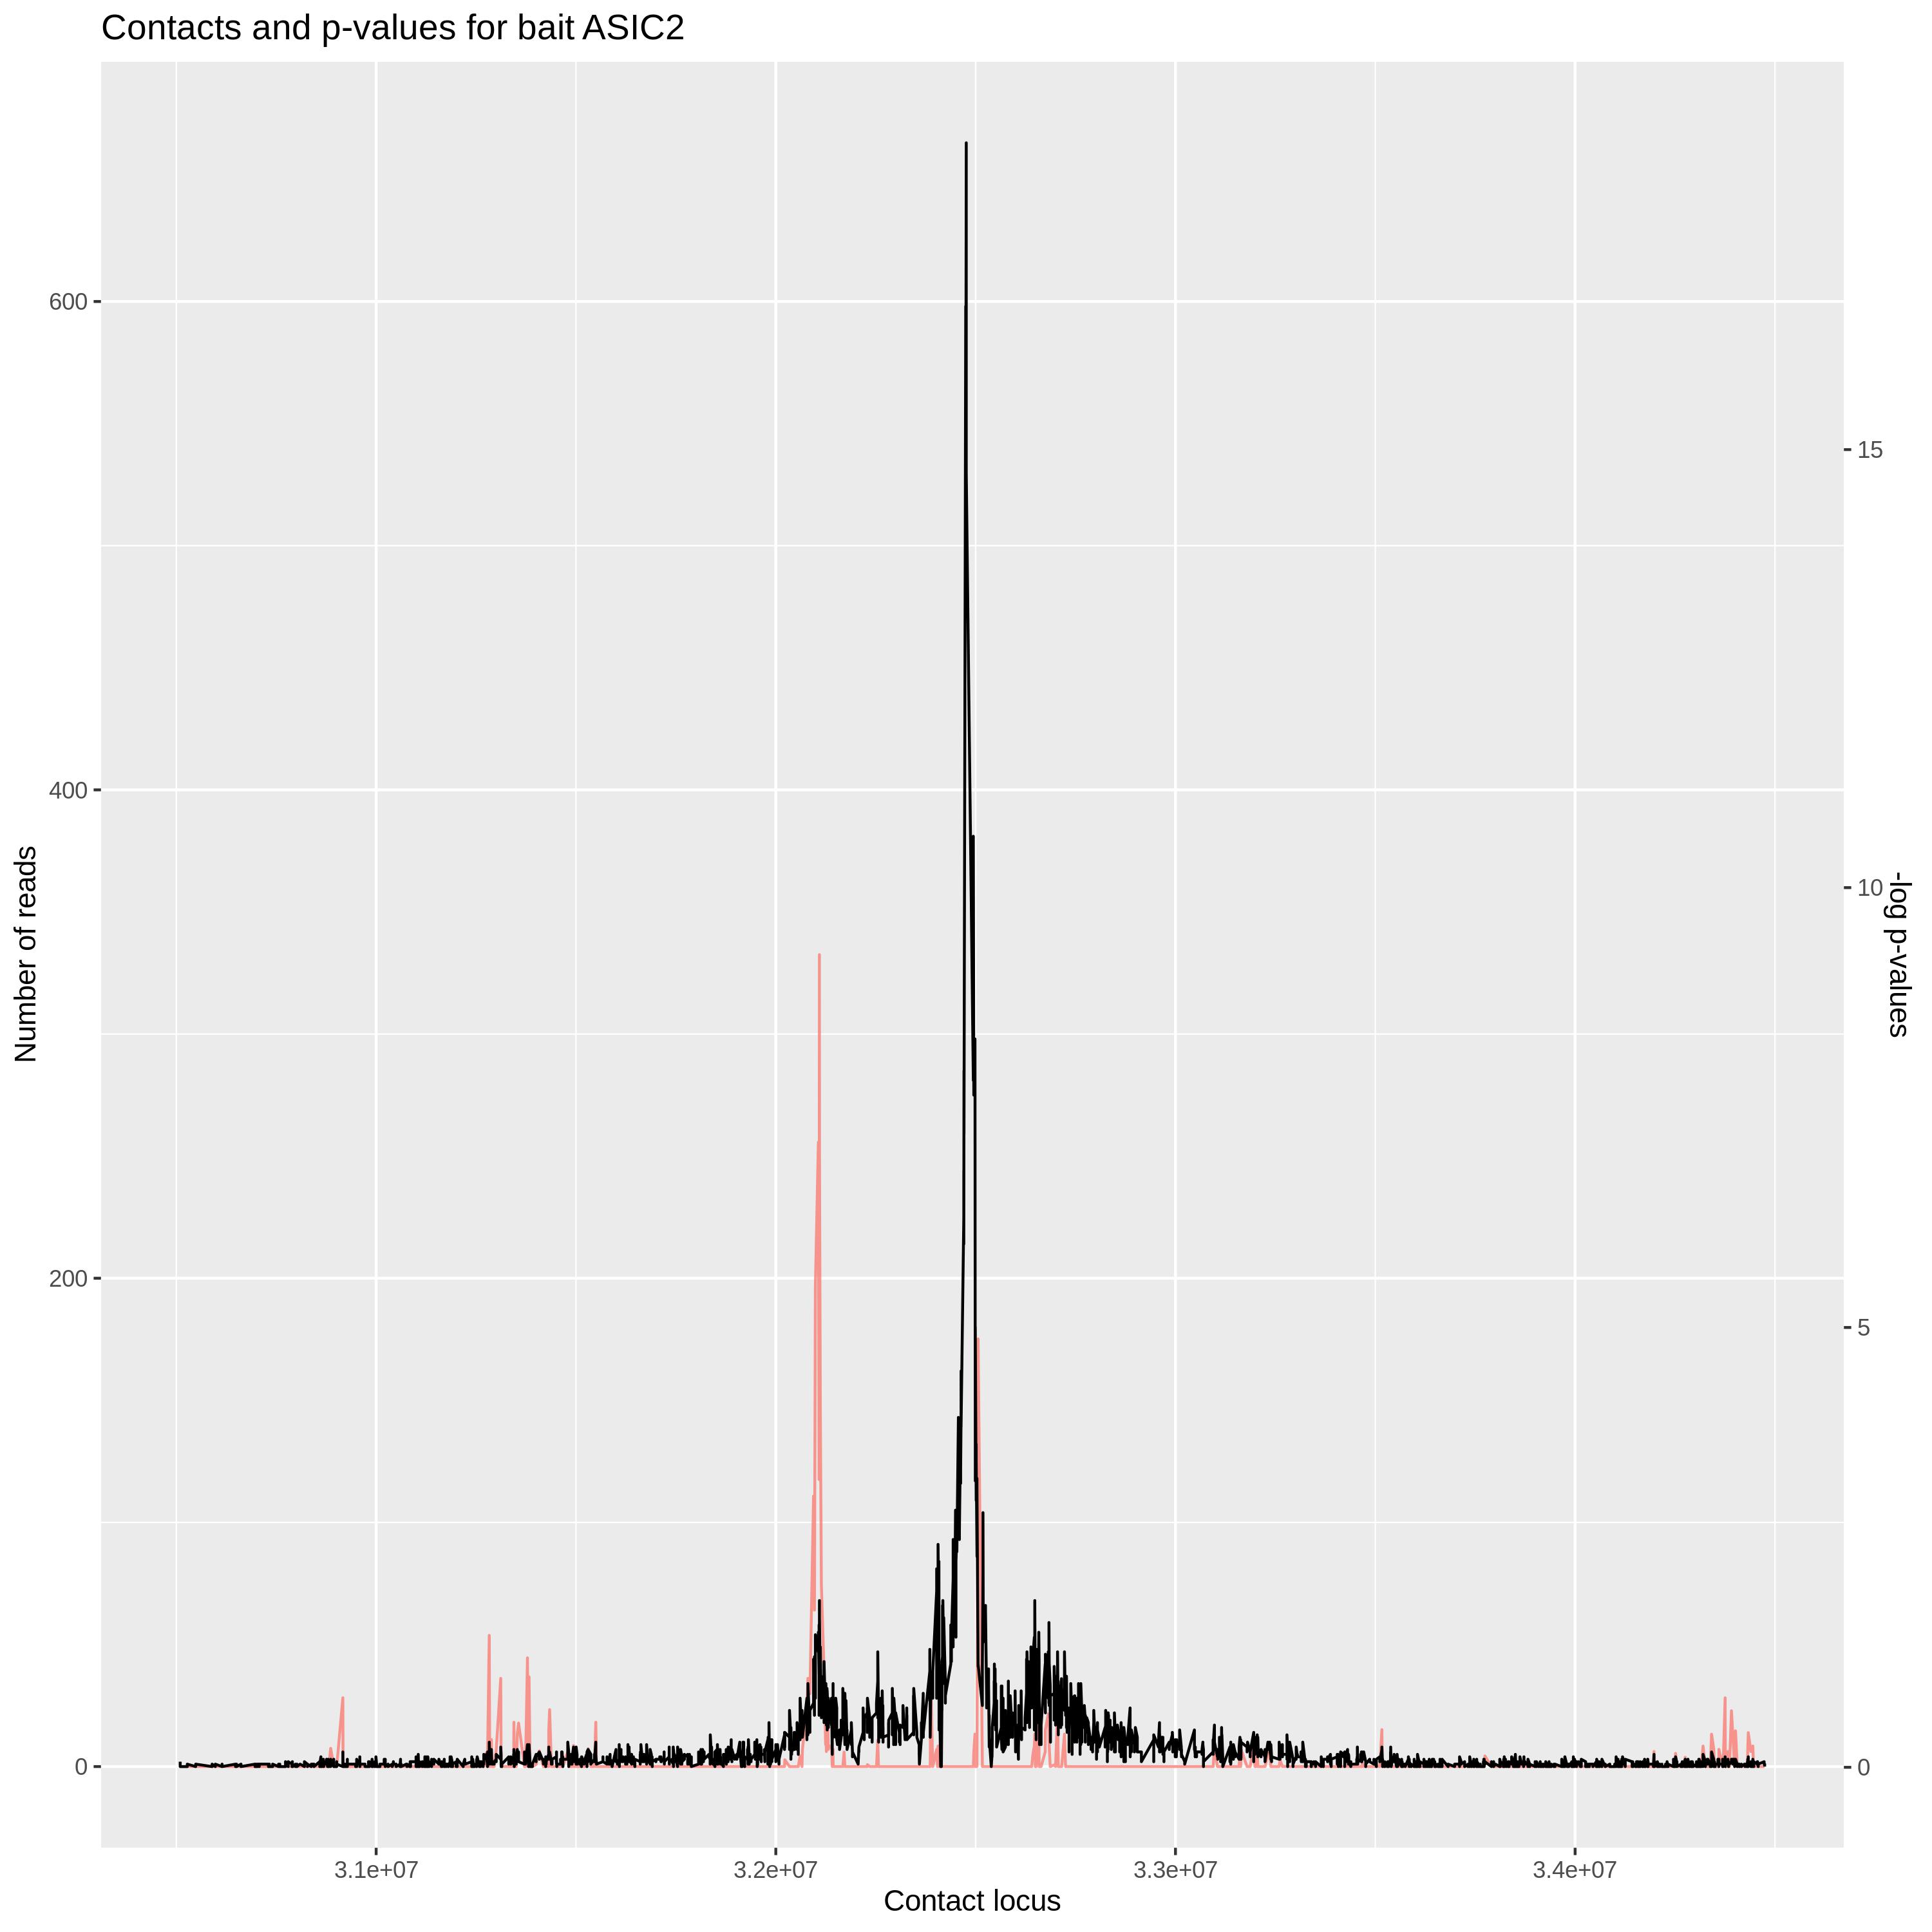 Contacts and p-values for bait ASIC2
600
400
200
0
Number of reads
15
10
5
0
-log p-values
3.1e+07
3.2e+07
3.3e+07
3.4e+07
Contact locus